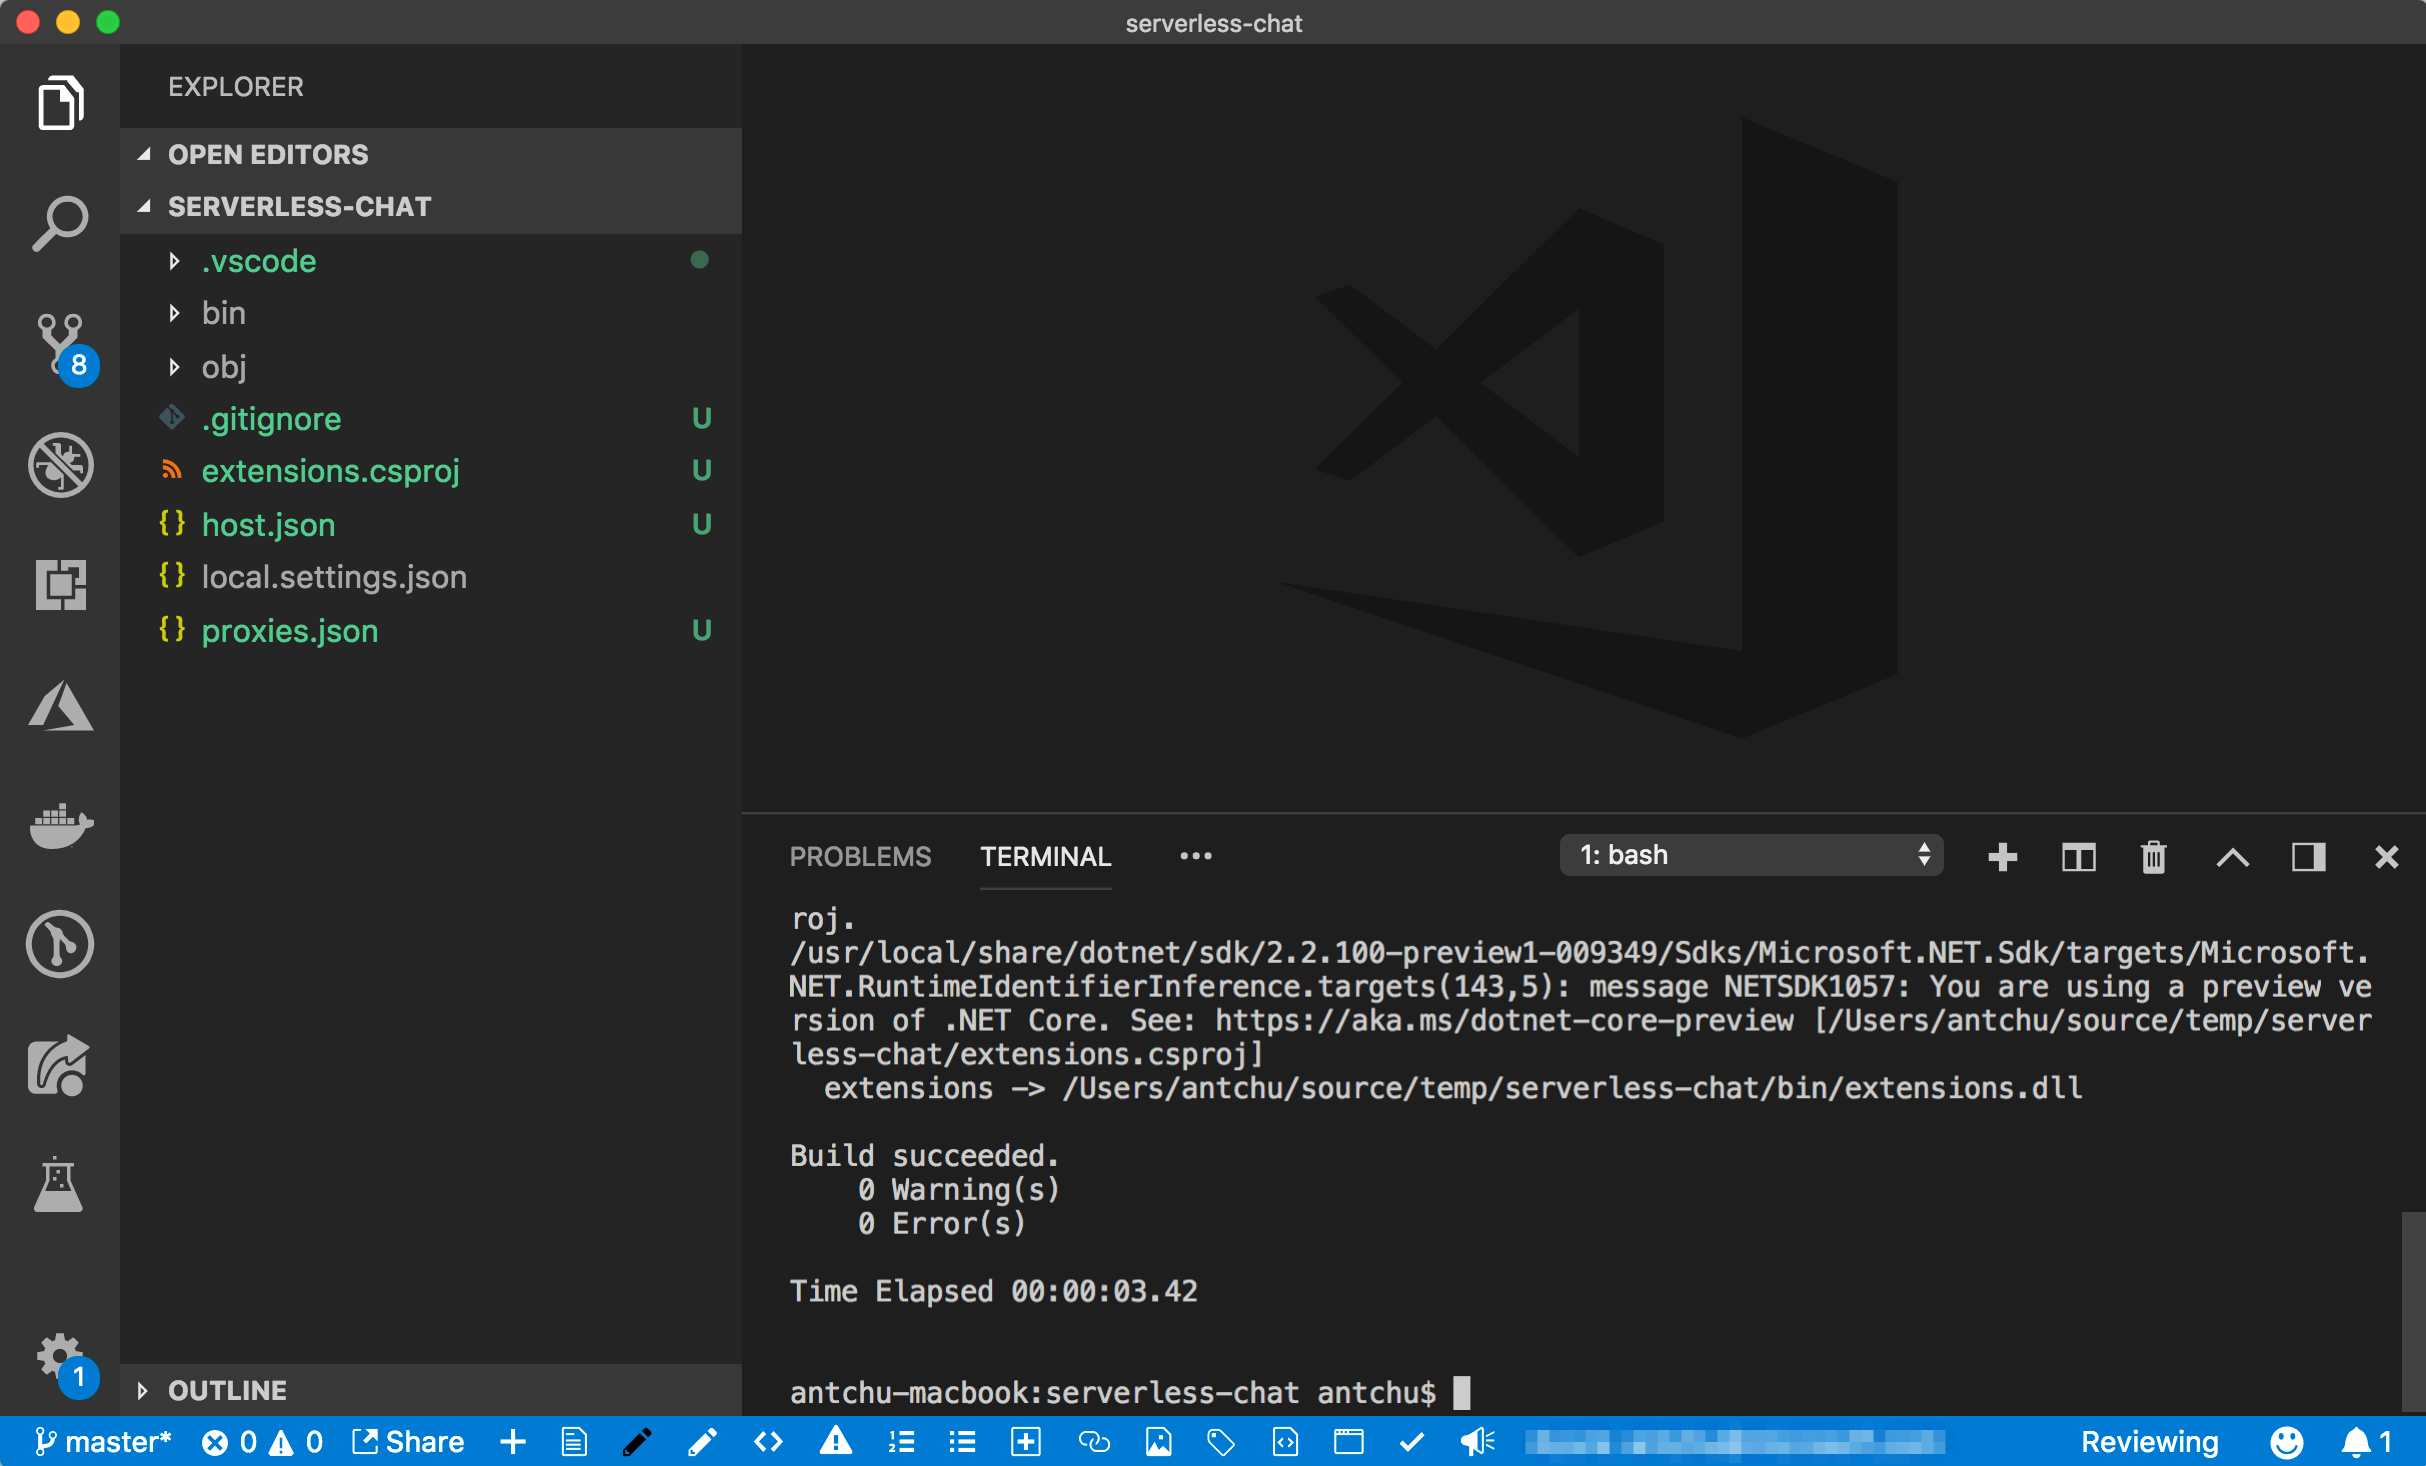 serverless-chat
EXPLORER
OPEN EDITORS
SERVERLESS-CHAT
.vscode
bin
obj
.gitignore U
extensions.csproj U
{} host.json U
{} local.settings.json
{} proxies.json U
8
1
OUTLINE
PROBLEMS TERMINAL ••• 1: bash
roj.
/usr/local/share/dotnet/sdk/2.2.100-preview1-009349/Sdks/Microsoft.NET.Sdk/targets/Microsoft.
NET.RuntimeIdentifierInference.targets(143,5): message NETSDK1057: You are using a preview ve
rsion of .NET Core. See: https://aka.ms/dotnet-core-preview [/Users/antchu/source/temp/server
less-chat/extensions.csproj]
extensions -> /Users/antchu/source/temp/serverless-chat/bin/extensions.dll
Build succeeded.
0 Warning(s)
0 Error(s)
Time Elapsed 00:00:03.42
antchu-macbook:serverless-chat antchu$
master* 0 0 Share Reviewing 1